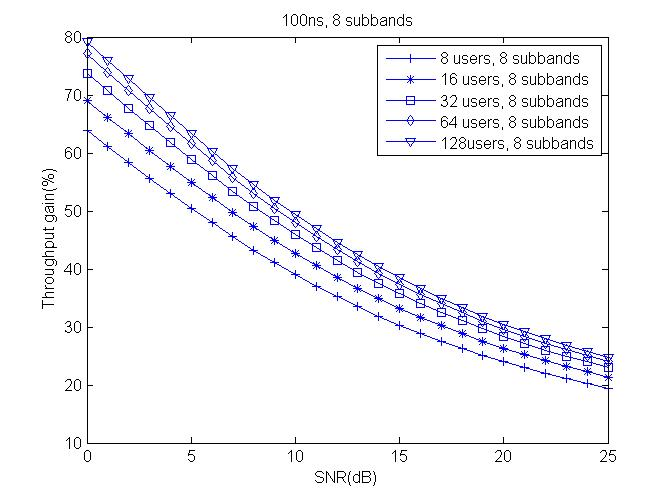 100ns, 8 subbands
80
70
60
50
40
30
20
10
Throughput gain(%)
8 users, 8 subbands
16 users, 8 subbands
32 users, 8 subbands
64 users, 8 subbands
128users, 8 subbands
0
5
10
15
20
25
SNR(dB)